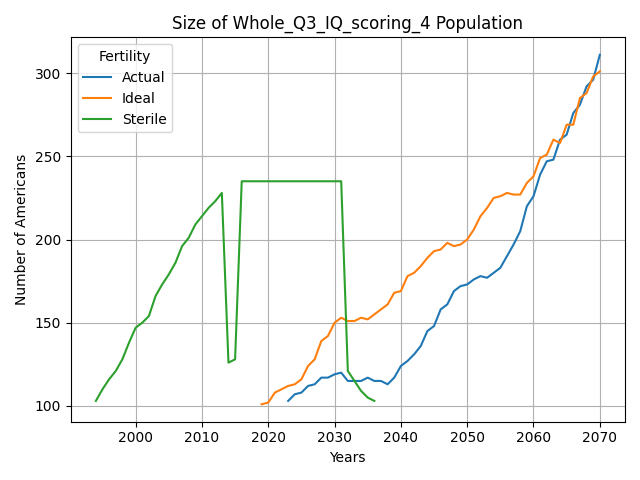 Size of Whole_Q3_IQ_scoring_4 Population
Fertility
Actual
Ideal
Sterile
Number of Americans
300
250
200
150
100
2000
2010
2020
2030
2040
2050
2060
2070
Years